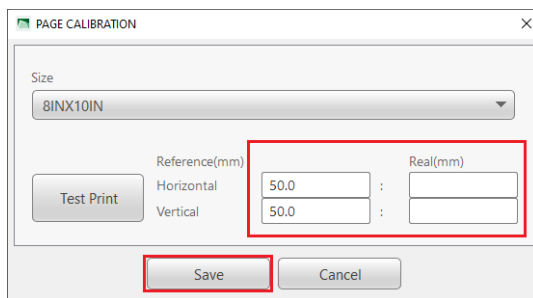 PAGE CALIBRATION
Size
8INX10IN
Reference(mm) Real(mm)
Test Print
Horizontal 50.0 :
Vertical 50.0 :
Save Cancel